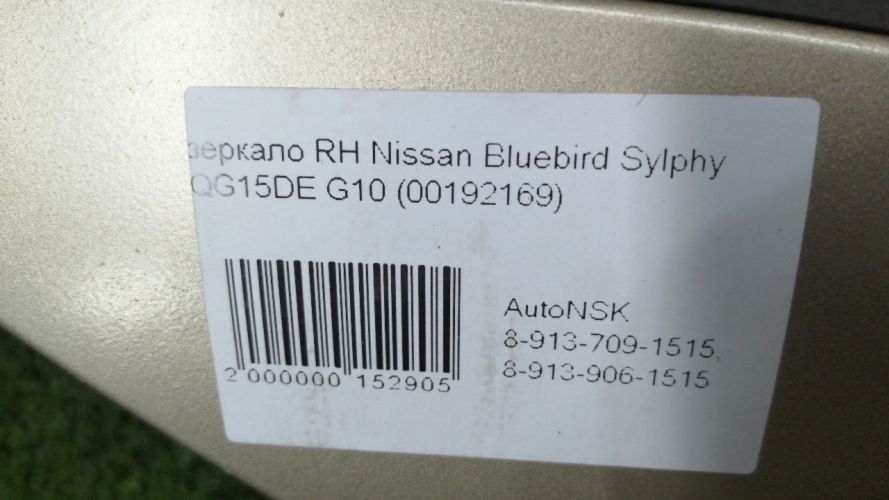 зеркало RH Nissan Bluebird Sylphy
QG15DE G10 (00192169)
2 000000 152905
AutoNSK
8-913-709-1515,
8-913-906-1515